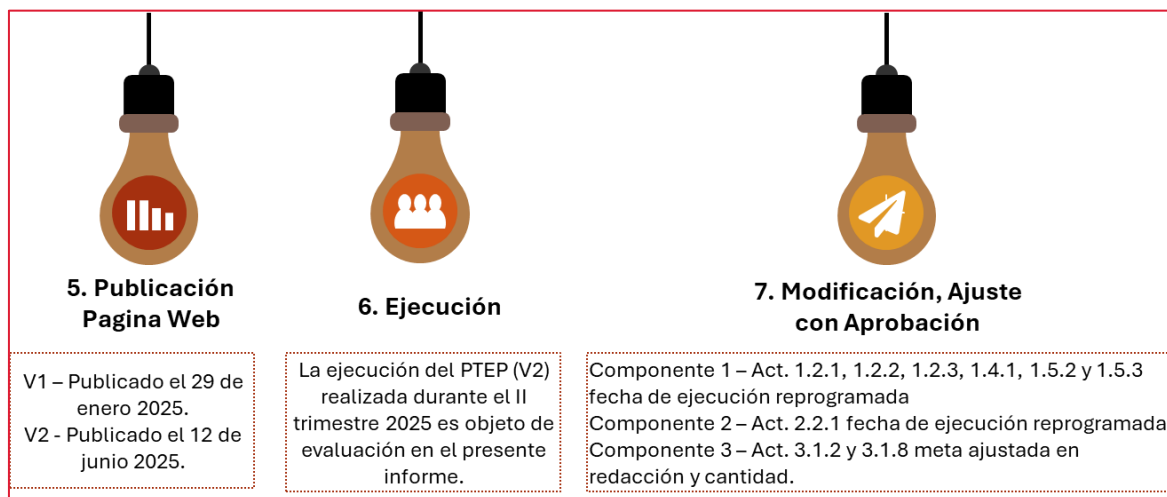 5. Publicación
Pagina Web
V1 – Publicado el 29 de
enero 2025.
V2 - Publicado el 12 de
junio 2025.
6. Ejecución
La ejecución del PTEP (V2)
realizada durante el II
trimestre 2025 es objeto de
evaluación en el presente
informe.
7. Modificación, Ajuste
con Aprobación
Componente 1 – Act. 1.2.1, 1.2.2, 1.2.3, 1.4.1, 1.5.2 y 1.5.3
fecha de ejecución reprogramada
Componente 2 – Act. 2.2.1 fecha de ejecución reprogramada
Componente 3 – Act. 3.1.2 y 3.1.8 meta ajustada en
redacción y cantidad.